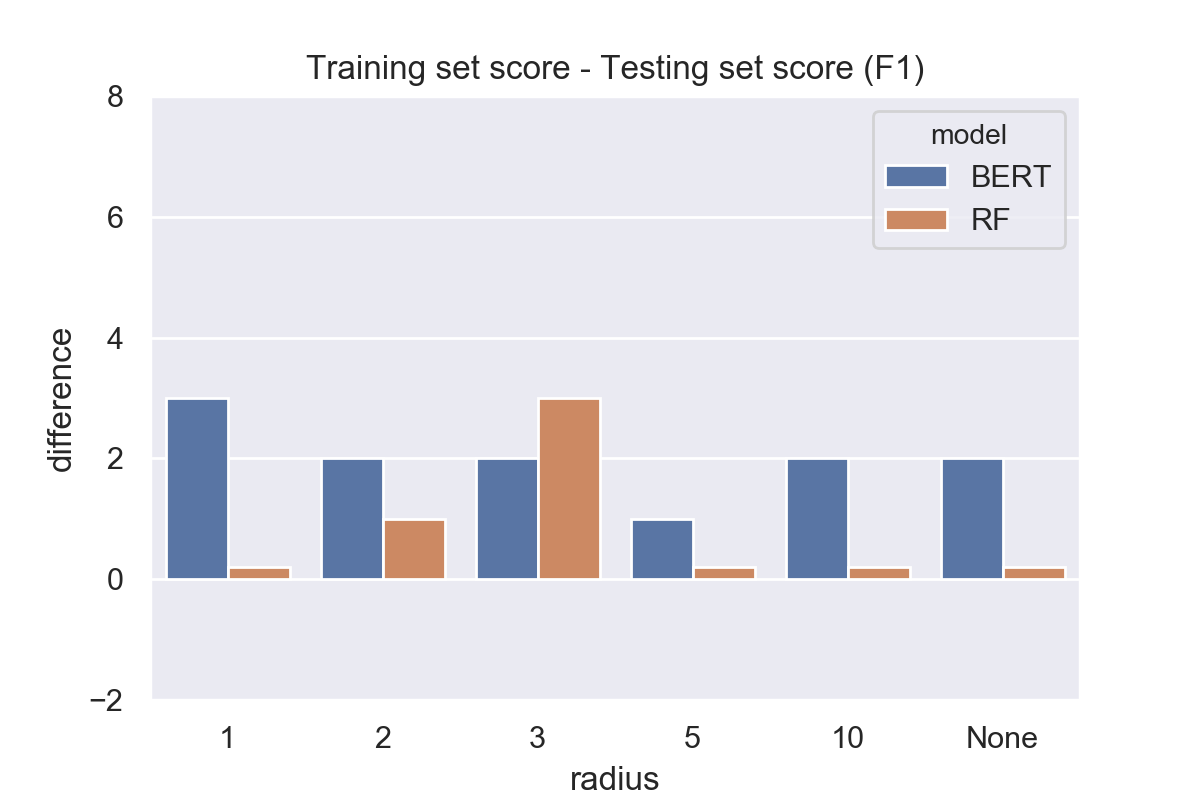 Training set score - Testing set score (F1)
8
6
4
2
0
−2
difference
model
BERT
RF
1 2 3 5 10 None
radius